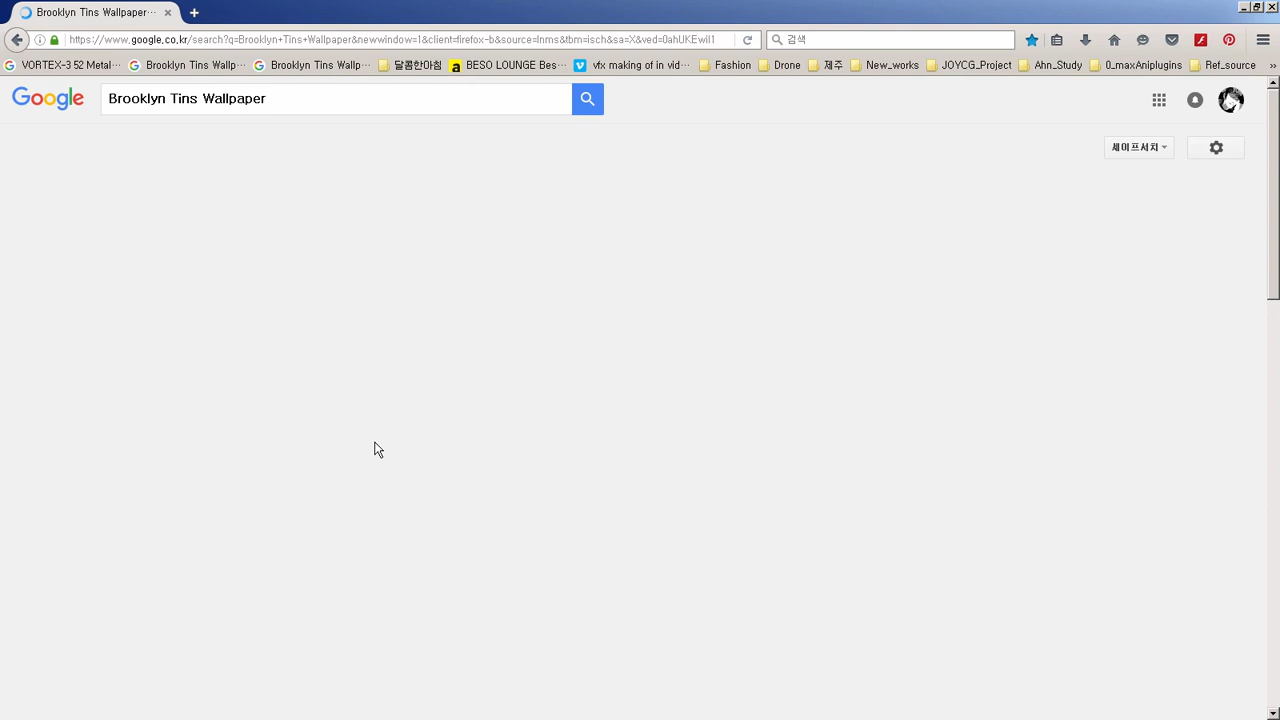 Brooklyn Tins Wallpaper…
https://www.google.co.kr/search?q=Brooklyn+Tins+Wallpaper&newwindow=1&client=firefox-b&source=lnms&tbm=isch&sa=X&ved=0ahUKEwil1
검색
VORTEX-3 52 Metal…
Brooklyn Tins Wallp…
Brooklyn Tins Wallp…
달콤한아침
BESO LOUNGE Bes…
vfx making of in vid…
Fashion
Drone
제주
New_works
JOYCG_Project
Ahn_Study
0_maxAniplugins
Ref_source
Google
Brooklyn Tins Wallpaper
세이프서치